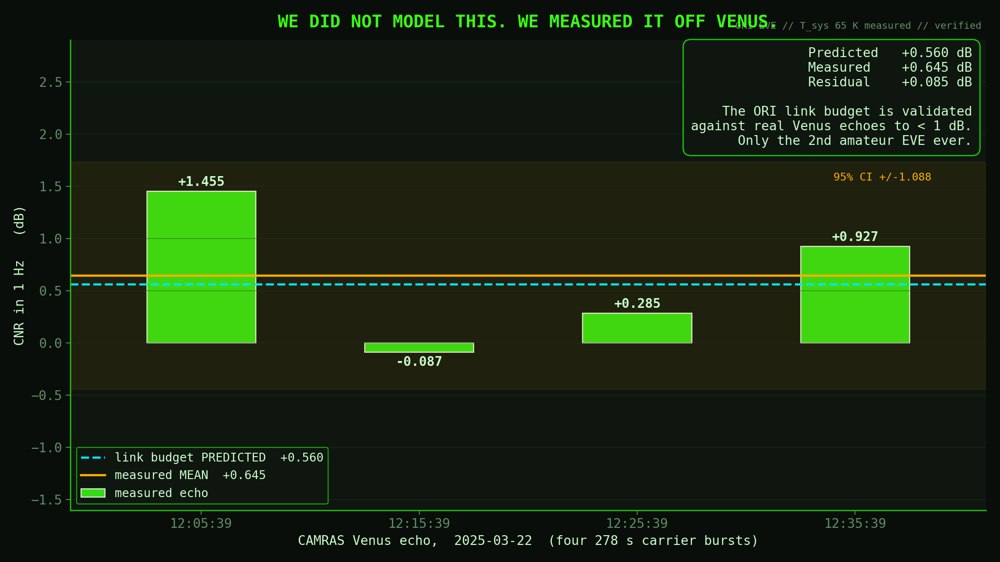 WE DID NOT MODEL THIS. WE MEASURED IT OFF VENUS.
ORI EVE // T_sys 65 K measured // verified
Predicted +0.560 dB
Measured +0.645 dB
Residual +0.085 dB
The ORI link budget is validated
against real Venus echoes to < 1 dB.
Only the 2nd amateur EVE ever.
95% CI +/-1.088
CNR in 1 Hz (dB)
2.5
2.0
1.5
1.0
0.5
0.0
−0.5
−1.0
−1.5
+1.455
-0.087
+0.285
+0.927
link budget PREDICTED +0.560
measured MEAN +0.645
measured echo
12:05:39 12:15:39 12:25:39 12:35:39
CAMRAS Venus echo, 2025-03-22 (four 278 s carrier bursts)